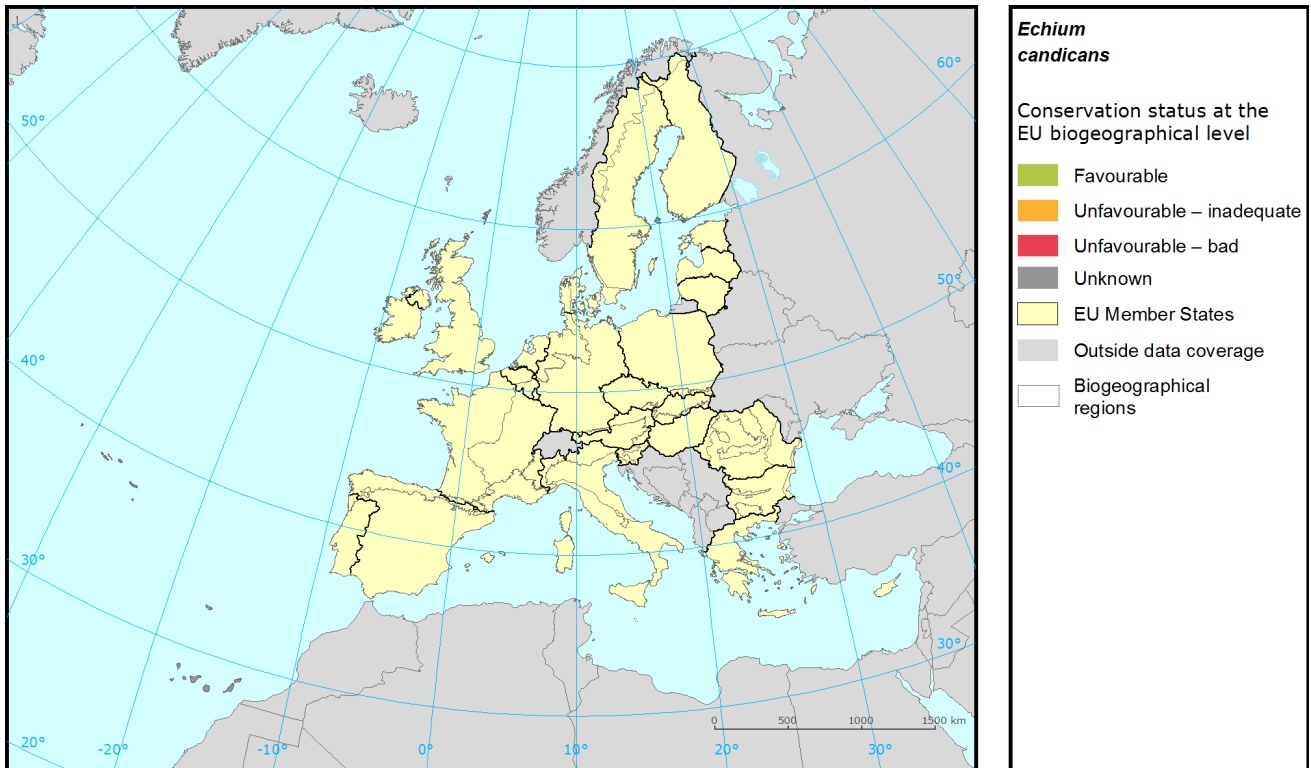 Echium
candicans
Conservation status at the
EU biogeographical level
Favourable
Unfavourable – inadequate
Unfavourable – bad
Unknown
EU Member States
Outside data coverage
Biogeographical
regions
60°
50°
50°
40°
40°
30°
30°
0 500 1000 1500 km
20° -20° -10° 0° 10° 20° 30°